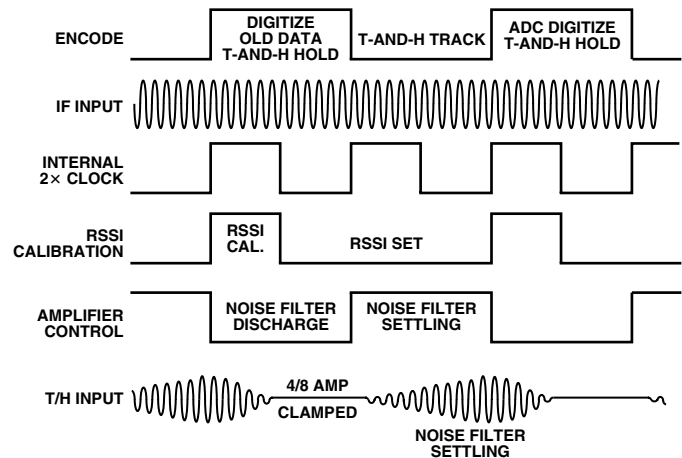 ENCODE
DIGITIZE
OLD DATA
T-AND-H HOLD
T-AND-H TRACK
ADC DIGITIZE
T-AND-H HOLD
IF INPUT
INTERNAL
2× CLOCK
RSSI
CALIBRATION
RSSI
CAL.
RSSI SET
AMPLIFIER
CONTROL
NOISE FILTER
DISCHARGE
NOISE FILTER
SETTLING
T/H INPUT
4/8 AMP
CLAMPED
NOISE FILTER
SETTLING